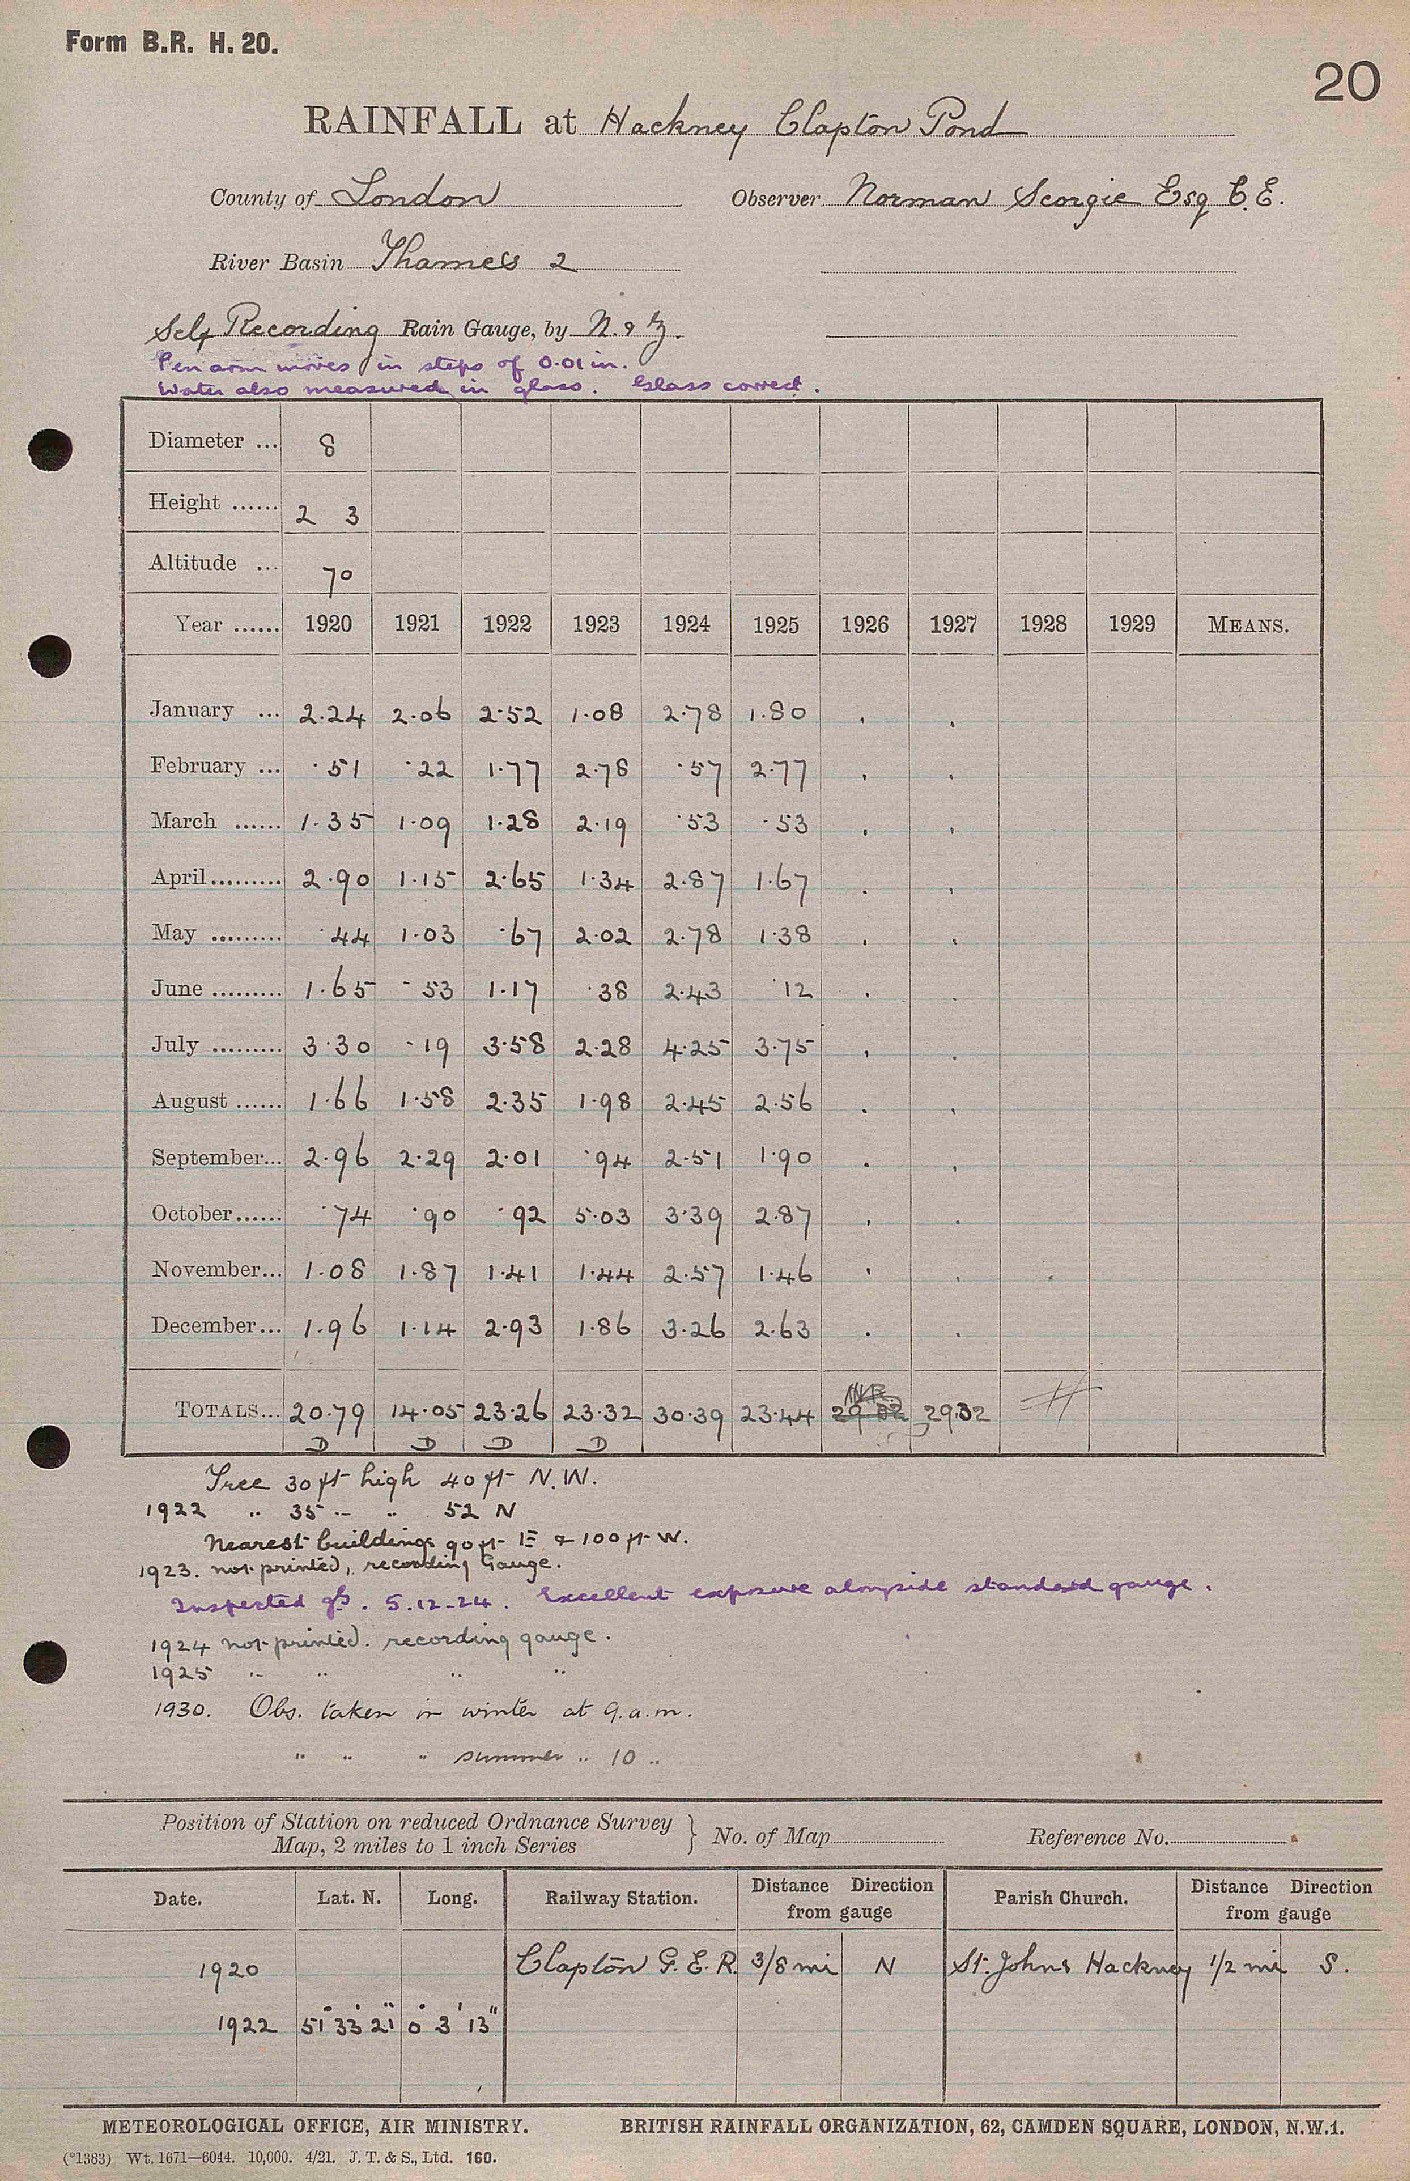 Form B.R. H. 20.
20
RAINFALL at Hackney Clapton Pond
County of London Observer Norman Scorgie Esq C.E.
River Basin Thames 2
Self Recording Rain Gauge, by N. & Z.
Pen arm moves in steps of 0.01 in.
Water also measured in glass. Glass correct.
Diameter ... 8
Height ...... 2 3
Altitude ... 70
Year ...... 1920 1921 1922 1923 1924 1925 1926 1927 1928 1929 MEANS.
January ... 2.24 2.06 2.52 1.08 2.78 1.80 . .
February ... .51 .22 1.77 2.78 .57 2.77 . .
March ...... 1.35 1.09 1.28 2.19 .53 .53 . .
April ......... 2.90 1.15 2.65 1.34 2.87 1.67 . .
May ......... .44 1.03 .67 2.02 2.78 1.38 . .
June ......... 1.65 .53 1.17 .38 2.43 .12 . .
July ......... 3.30 .19 3.58 2.28 4.25 3.75 . .
August ...... 1.66 1.58 2.35 1.98 2.45 2.56 . .
September... 2.96 2.29 2.01 .94 2.51 1.90 . .
October...... .74 .90 .92 5.03 3.39 2.87 . .
November... 1.08 1.87 1.41 1.44 2.57 1.46 . .
December... 1.96 1.14 2.93 1.86 3.26 2.63 . .
TOTALS... 20.79 14.05 23.26 23.32 30.39 23.44 29.02 29.02
D D D D
Tree 30 ft high 40 ft N.W.
1922 " 35 " " 52 N
Nearest buildings 90 ft E & 100 ft W.
1923. not printed, recording Gauge.
Inspected 5.12.24. Excellent exposure alongside standard gauge.
1924 not printed. recording gauge.
1925 " " " "
1930. Obs. taken in winter at 9.a.m.
" " " summer " 10 "
Position of Station on reduced Ordnance Survey
Map, 2 miles to 1 inch Series } No. of Map Reference No.
Date. Lat. N. Long. Railway Station. Distance Direction from gauge Parish Church. Distance Direction from gauge
1920 Clapton G.E.R. 3/8 mi N St. Johns Hackney 1/2 mi S.
1922 51° 33' 21" 0° 3' 13"
METEOROLOGICAL OFFICE, AIR MINISTRY. BRITISH RAINFALL ORGANIZATION, 62, CAMDEN SQUARE, LONDON, N.W.1.
(*1383) Wt. 1671—6044. 10,000. 4/21. J. T. & S., Ltd. 160.